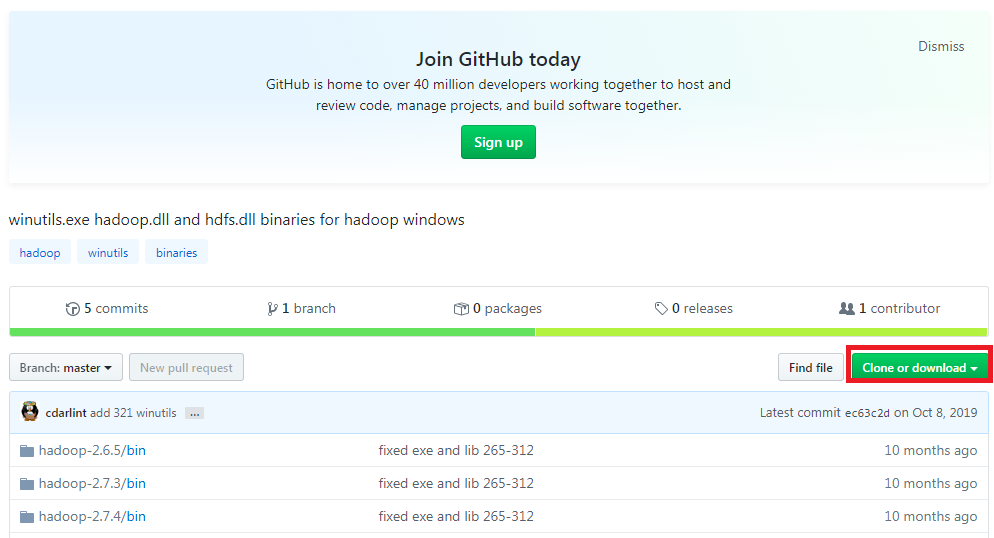 Dismiss
Join GitHub today
GitHub is home to over 40 million developers working together to host and
review code, manage projects, and build software together.
Sign up
winutils.exe hadoop.dll and hdfs.dll binaries for hadoop windows
hadoop winutils binaries
5 commits 1 branch 0 packages 0 releases 1 contributor
Branch: master New pull request Find file Clone or download
cdarlint add 321 winutils ... Latest commit ec63c2d on Oct 8, 2019
hadoop-2.6.5/bin fixed exe and lib 265-312 10 months ago
hadoop-2.7.3/bin fixed exe and lib 265-312 10 months ago
hadoop-2.7.4/bin fixed exe and lib 265-312 10 months ago